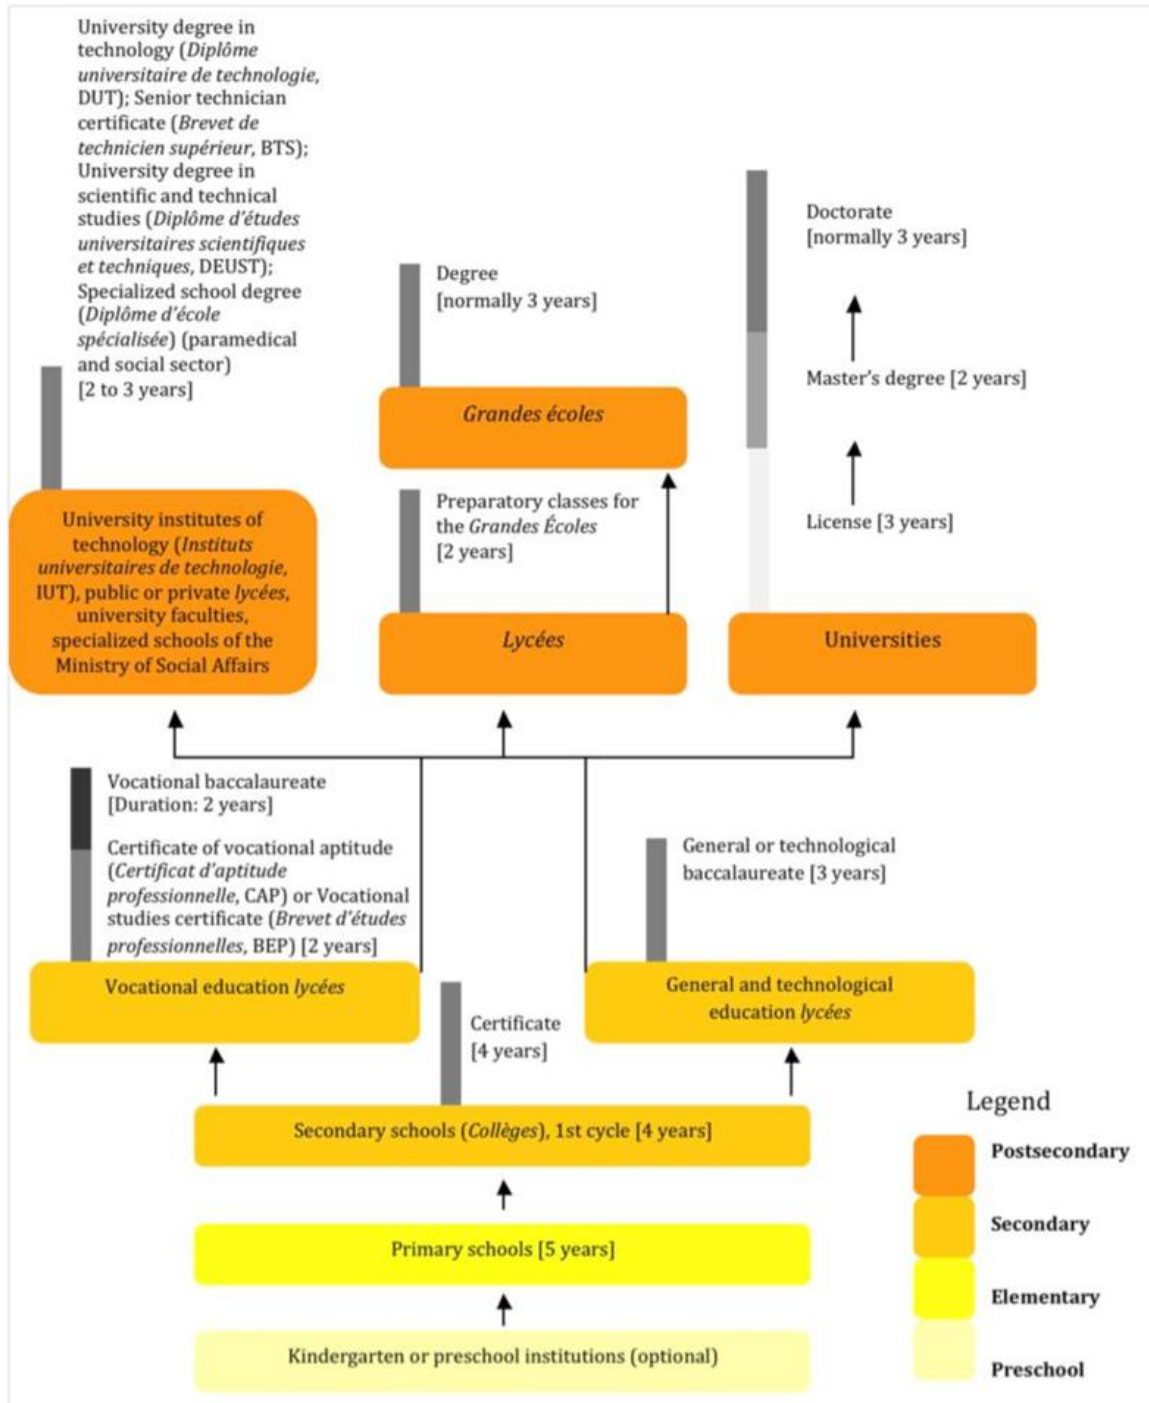 University degree in
technology (Diplôme
universitaire de technologie,
DUT); Senior technician
certificate (Brevet de
technicien supérieur, BTS);
University degree in
scientific and technical
studies (Diplôme d'études
universitaires scientifiques
et techniques, DEUST);
Specialized school degree
(Diplôme d'école
spécialisée) (paramedical
and social sector)
[2 to 3 years]
Degree
[normally 3 years]
Doctorate
[normally 3 years]
Master's degree [2 years]
License [3 years]
Grandes écoles
Preparatory classes for
the Grandes Écoles
[2 years]
University institutes of
technology (Instituts
universitaires de technologie,
IUT), public or private lycées,
university faculties,
specialized schools of the
Ministry of Social Affairs
Lycées
Universities
Vocational baccalaureate
[Duration: 2 years]
Certificate of vocational aptitude
(Certificat d'aptitude
professionnelle, CAP) or Vocational
studies certificate (Brevet d'études
professionnelles, BEP) [2 years]
General or technological
baccalaureate [3 years]
Vocational education lycées
General and technological
education lycées
Certificate
[4 years]
Secondary schools (Collèges), 1st cycle [4 years]
Primary schools [5 years]
Kindergarten or preschool institutions (optional)
Legend
Postsecondary
Secondary
Elementary
Preschool